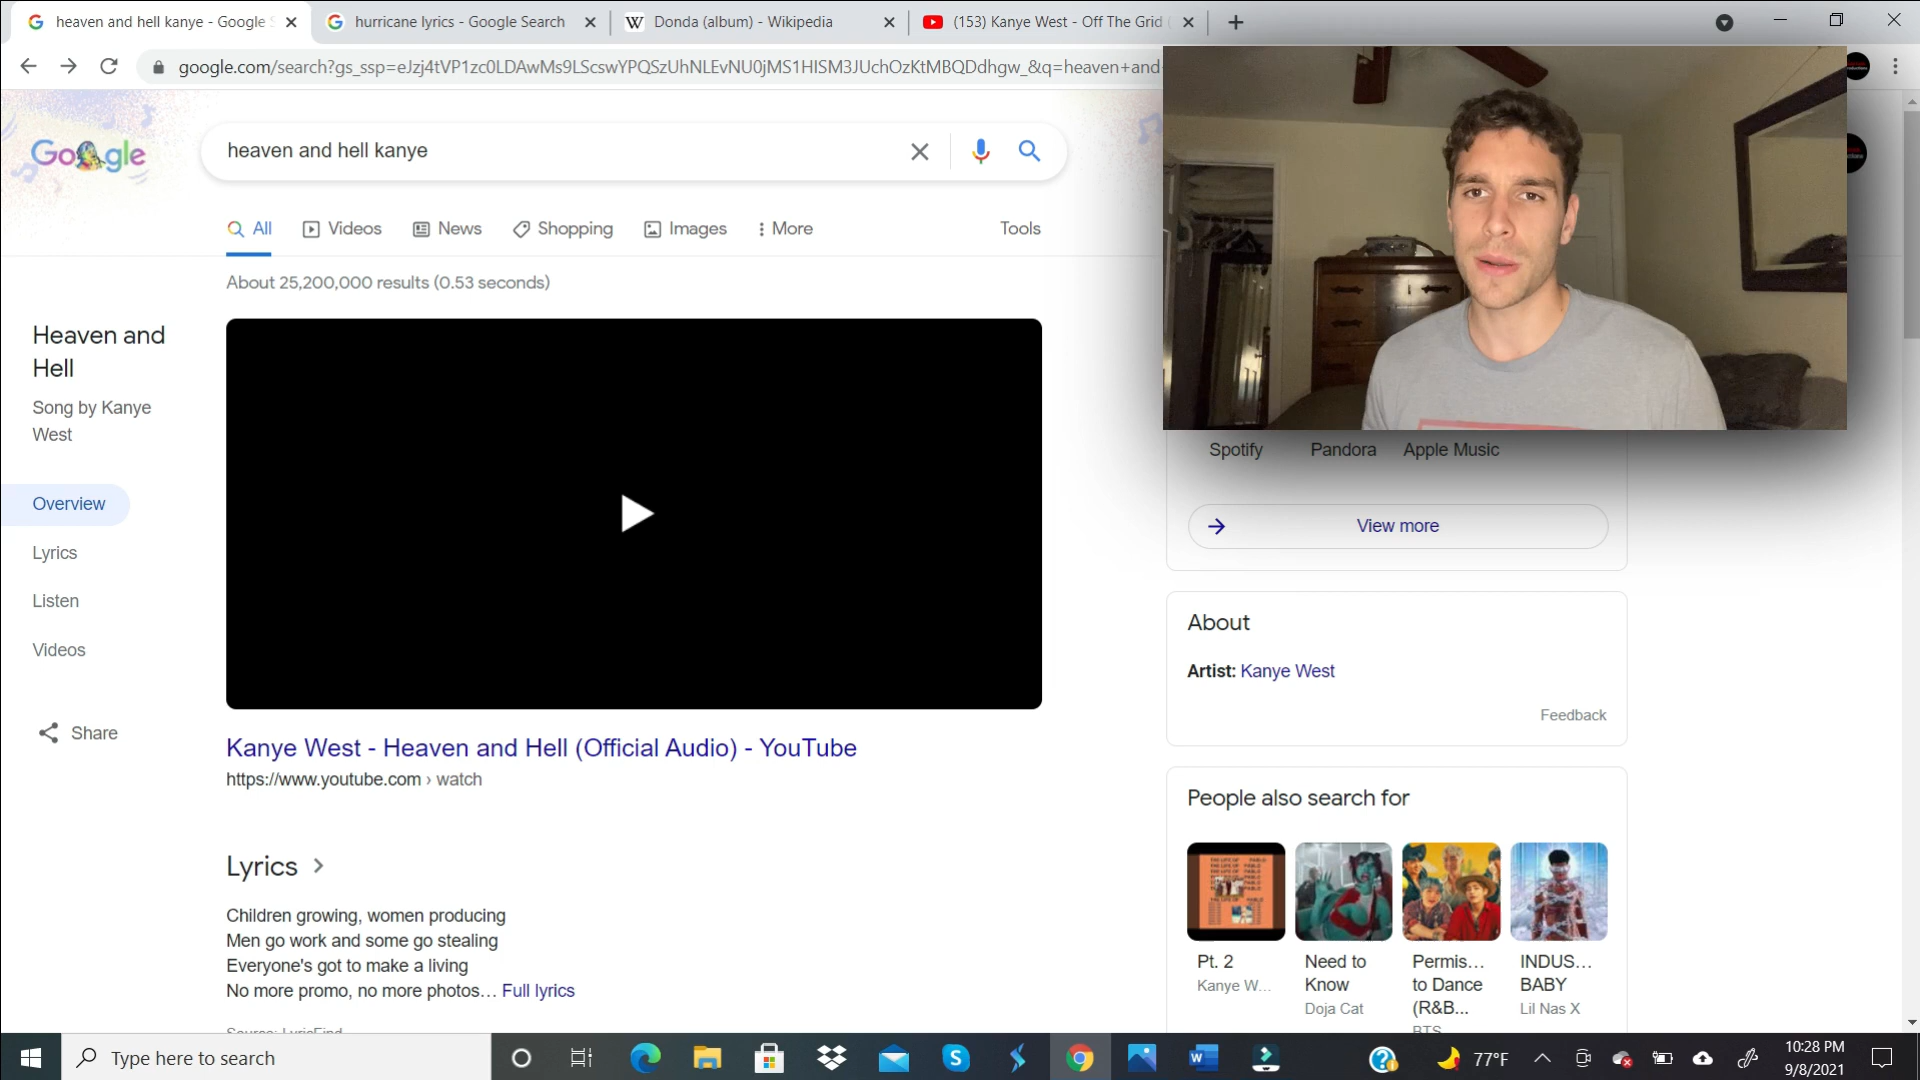 heaven and hell kanye - Google S
hurricane lyrics - Google Search
Donda (album) - Wikipedia
(153) Kanye West - Off The Grid (
google.com/search?gs_ssp=eJzj4tVP1zc0LDAwMs9LScswYPQSzUhNLEvNU0jMS1HISM3JUchOzKtMBQDdhgw_&q=heaven+and
Google
heaven and hell kanye
All
Videos
News
Shopping
Images
More
Tools
About 25,200,000 results (0.53 seconds)
Heaven and
Hell
Song by Kanye
West
Overview
Lyrics
Listen
Videos
Share
Kanye West - Heaven and Hell (Official Audio) - YouTube
https://www.youtube.com › watch
Lyrics
Children growing, women producing
Men go work and some go stealing
Everyone's got to make a living
No more promo, no more photos… Full lyrics
Source: LyricFind
Spotify
Pandora
Apple Music
View more
About
Artist: Kanye West
Feedback
People also search for
Pt. 2
Kanye W...
Need to
Know
Doja Cat
Permis...
to Dance
(R&B...
BTS
INDUS...
BABY
Lil Nas X
Type here to search
77°F
10:28 PM
9/8/2021